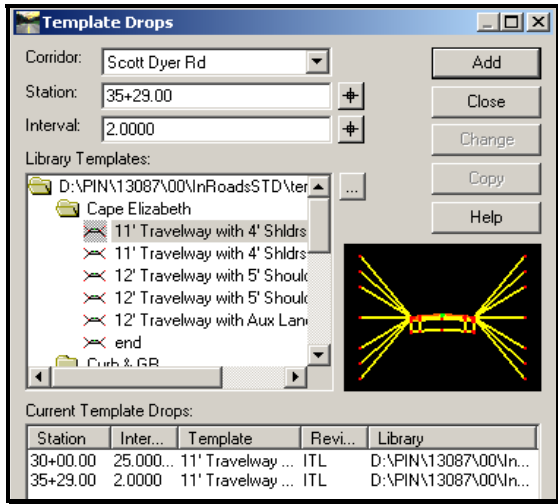 Template Drops
Corridor: Scott Dyer Rd Add
Station: 35+29.00 Close
Interval: 2.0000 Change
Library Templates: Copy
D:\PIN\13087\00\InRoadsSTD\ter ... Help
Cape Elizabeth
11' Travelway with 4' Shldrs
11' Travelway with 4' Shldrs
12' Travelway with 5' Should
12' Travelway with 5' Should
12' Travelway with Aux Lan
end
Curb & GR
Current Template Drops:
Station Inter... Template Revi... Library
30+00.00 25.000... 11' Travelway ... ITL D:\PIN\13087\00\In...
35+29.00 2.0000 11' Travelway ... ITL D:\PIN\13087\00\In...